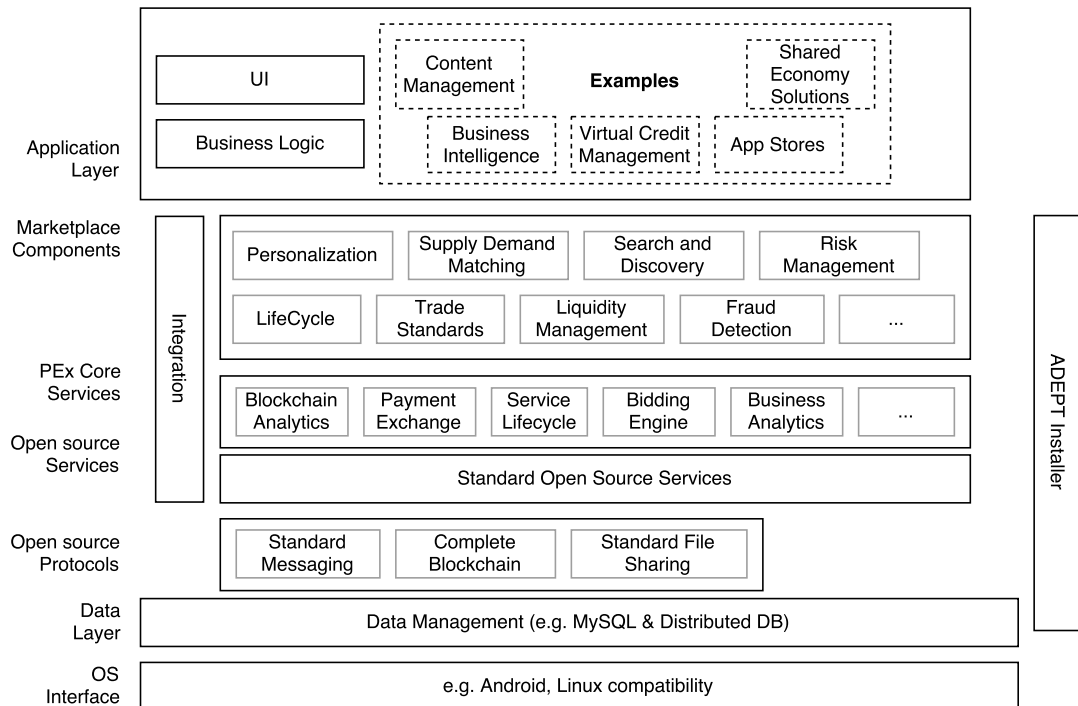 UI
Business Logic
Content
Management
Examples
Shared
Economy
Solutions
Business
Intelligence
Virtual Credit
Management
App Stores
Application
Layer
Marketplace
Components
Integration
Personalization
Supply Demand
Matching
Search and
Discovery
Risk
Management
LifeCycle
Trade
Standards
Liquidity
Management
Fraud
Detection
...
ADEPT Installer
PEx Core
Services
Blockchain
Analytics
Payment
Exchange
Service
Lifecycle
Bidding
Engine
Business
Analytics
...
Open source
Services
Standard Open Source Services
Open source
Protocols
Standard
Messaging
Complete
Blockchain
Standard File
Sharing
Data
Layer
Data Management (e.g. MySQL & Distributed DB)
OS
Interface
e.g. Android, Linux compatibility